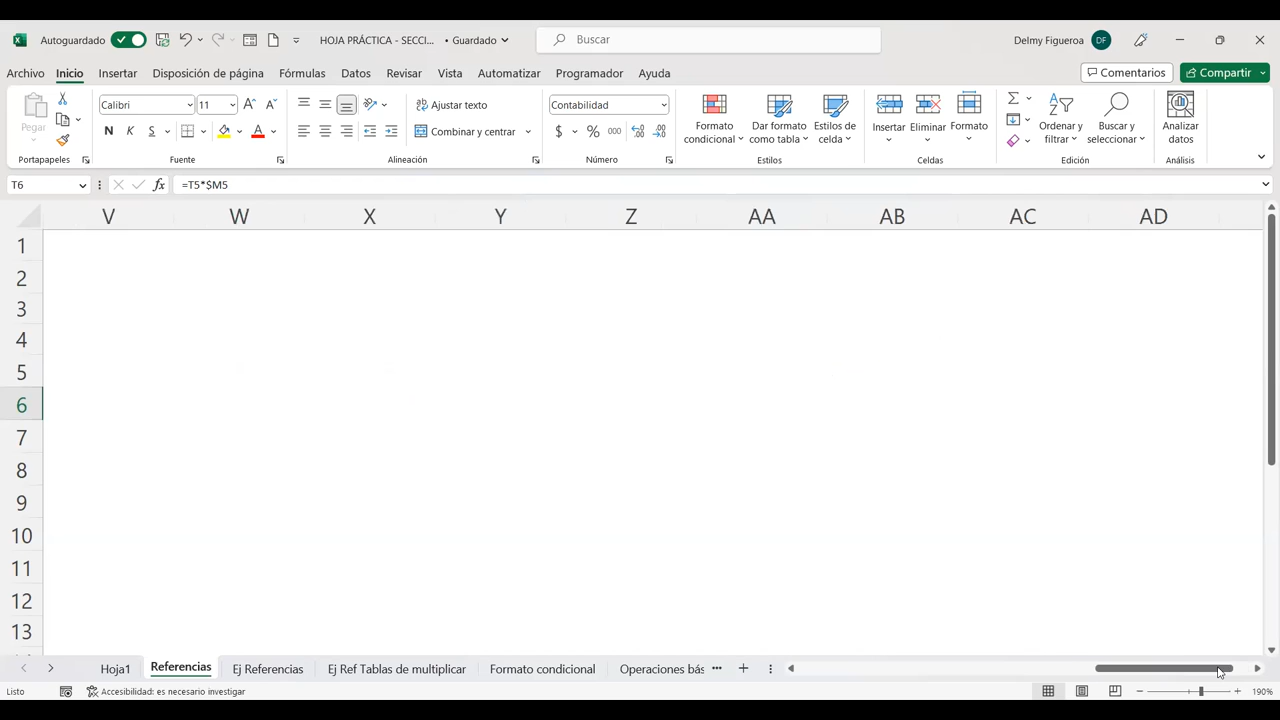 Autoguardado
HOJA PRÁCTICA - SECCI... • Guardado
Buscar
Delmy Figueroa DF
Archivo Inicio Insertar Disposición de página Fórmulas Datos Revisar Vista Automatizar Programador Ayuda
Comentarios Compartir
Pegar
Portapapeles
Calibri 11
N K S
Fuente
Ajustar texto
Combinar y centrar
Alineación
Contabilidad
$ % 000
Número
Formato condicional
Dar formato como tabla
Estilos de celda
Estilos
Insertar Eliminar Formato
Celdas
Ordenar y filtrar
Buscar y seleccionar
Edición
Analizar datos
Análisis
T6 fx =T5*$M5
V W X Y Z AA AB AC AD
1
2
3
4
5
6
7
8
9
10
11
12
13
Hoja1 Referencias Ej Referencias Ej Ref Tablas de multiplicar Formato condicional Operaciones bás ...
Listo Accesibilidad: es necesario investigar 190%